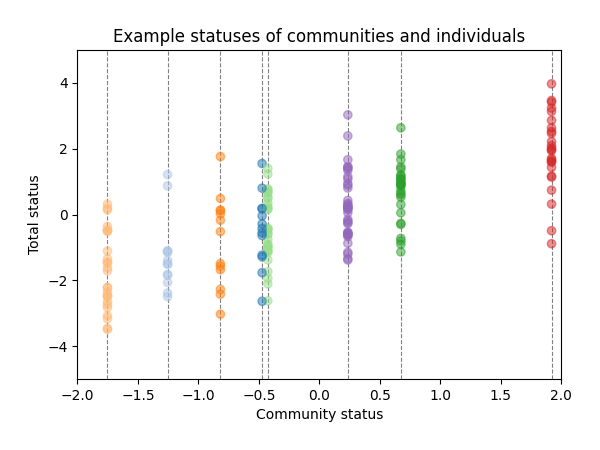 Example statuses of communities and individuals
Total status
4
2
0
−2
−4
−2.0 −1.5 −1.0 −0.5 0.0 0.5 1.0 1.5 2.0
Community status